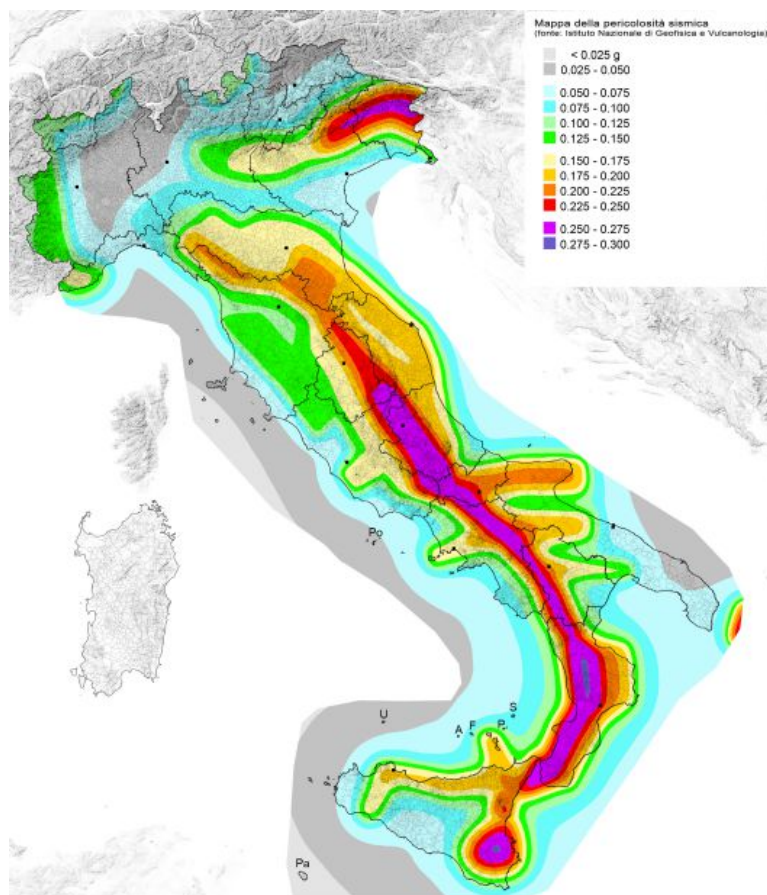 Mappa della pericolosità sismica
(fonte: Istituto Nazionale di Geofisica e Vulcanologia)
< 0.025 g
0.025 - 0.050
0.050 - 0.075
0.075 - 0.100
0.100 - 0.125
0.125 - 0.150
0.150 - 0.175
0.175 - 0.200
0.200 - 0.225
0.225 - 0.250
0.250 - 0.275
0.275 - 0.300
Po
S
U
A
F
P
Pa